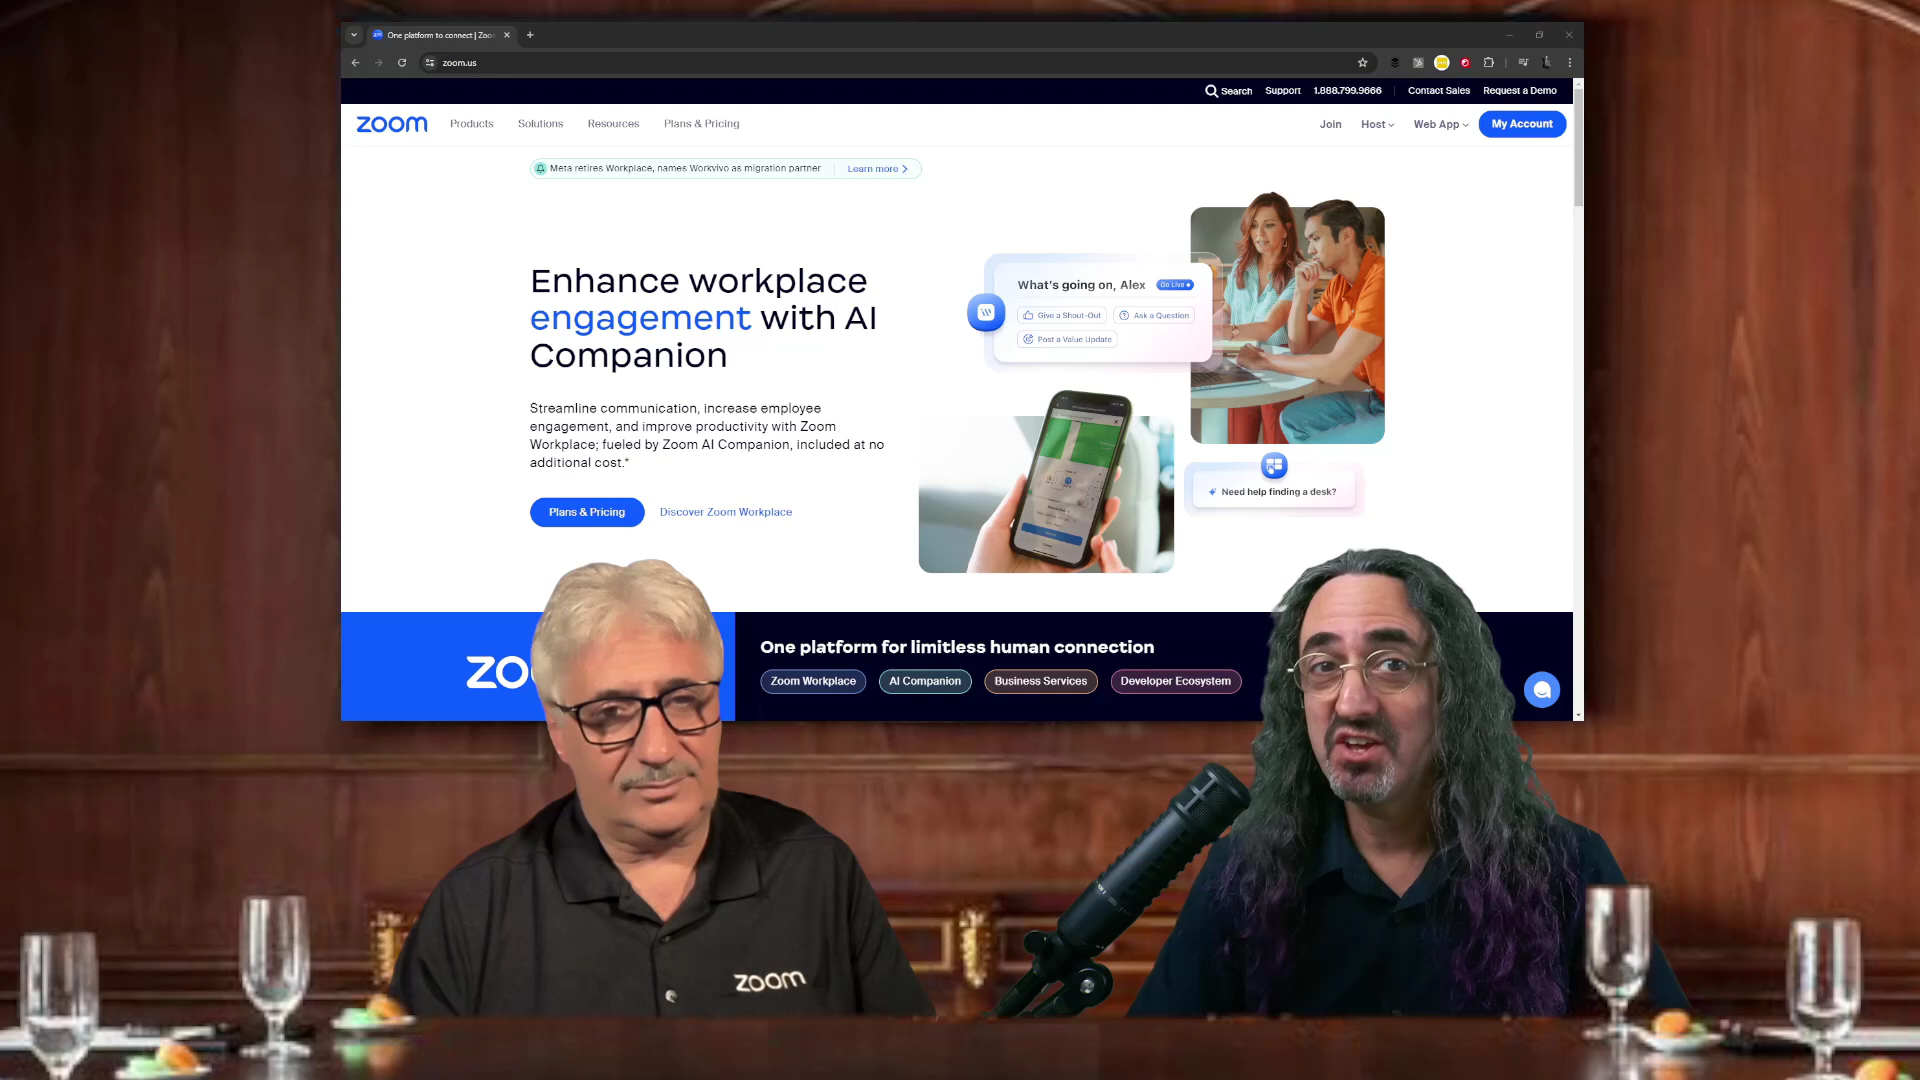 One platform to connect | Zoo
zoom.us
Search Support 1.888.799.9666 Contact Sales Request a Demo
zoom Products Solutions Resources Plans & Pricing Join Host Web App My Account
Meta retires Workplace, names Workvivo as migration partner Learn more
Enhance workplace
engagement with AI
Companion
Streamline communication, increase employee
engagement, and improve productivity with Zoom
Workplace; fueled by Zoom AI Companion, included at no
additional cost.*
Plans & Pricing Discover Zoom Workplace
What's going on, Alex Go Live
Give a Shout-Out Ask a Question
Post a Value Update
Need help finding a desk?
zoo
One platform for limitless human connection
Zoom Workplace AI Companion Business Services Developer Ecosystem
zoom